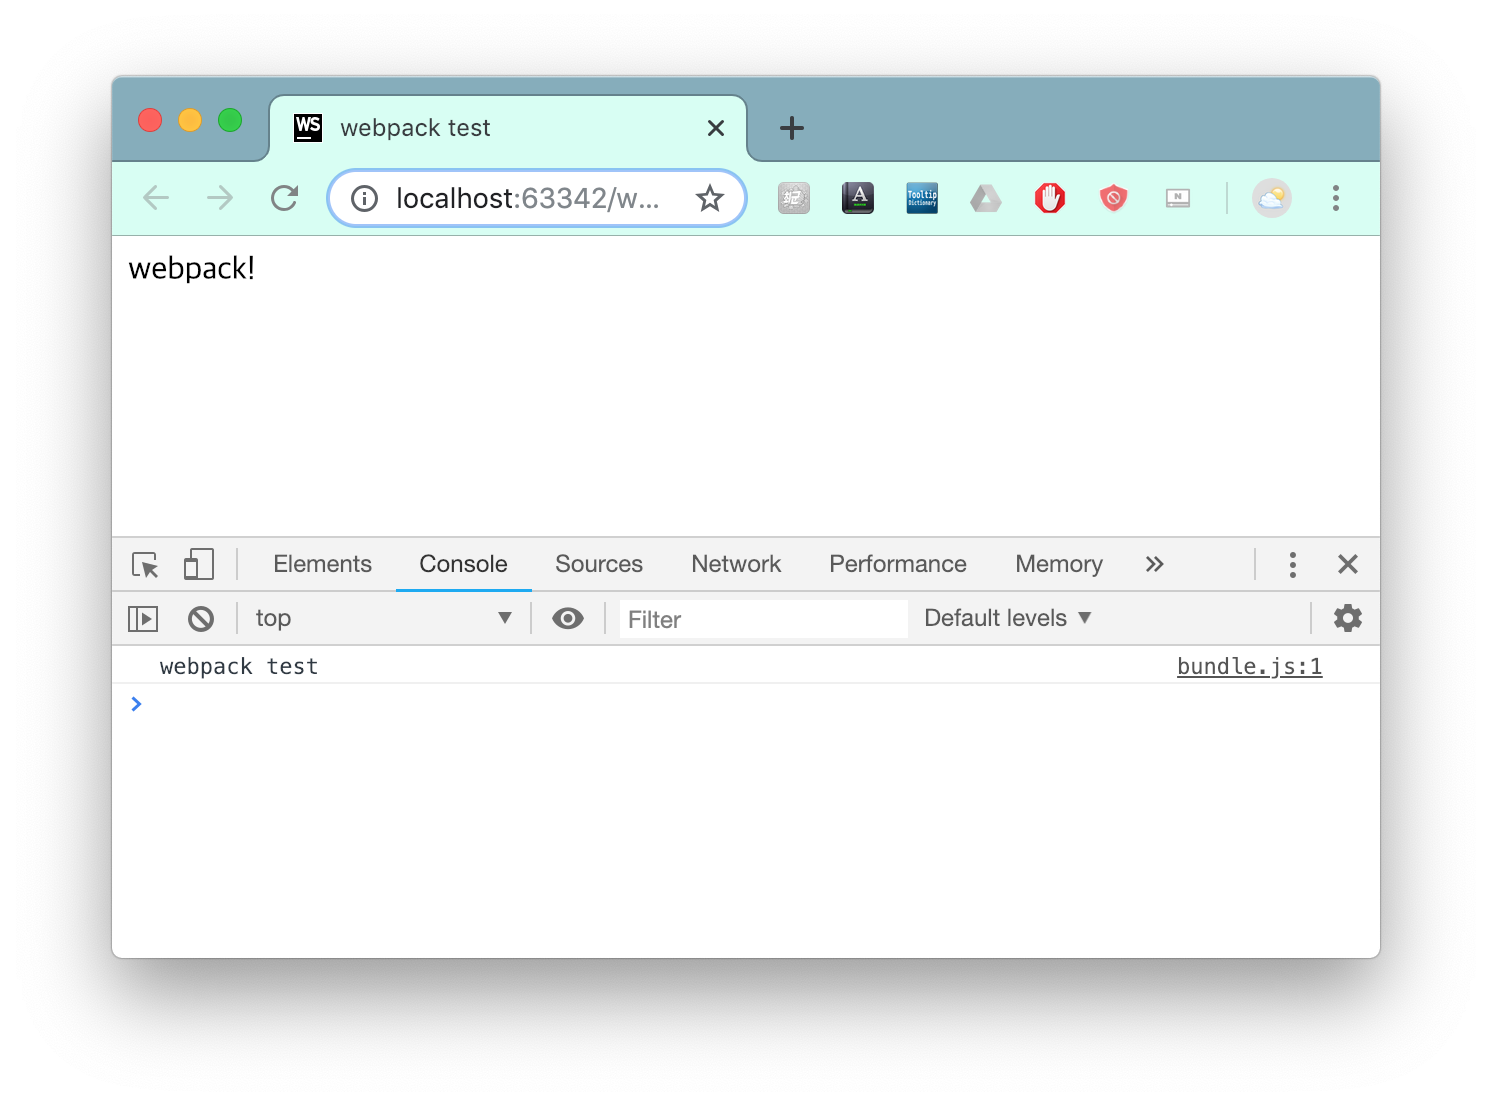 WS webpack test
localhost:63342/w...
A
Tooltip
Dictionary
N
webpack!
Elements Console Sources Network Performance Memory
top Filter Default levels
webpack test bundle.js:1